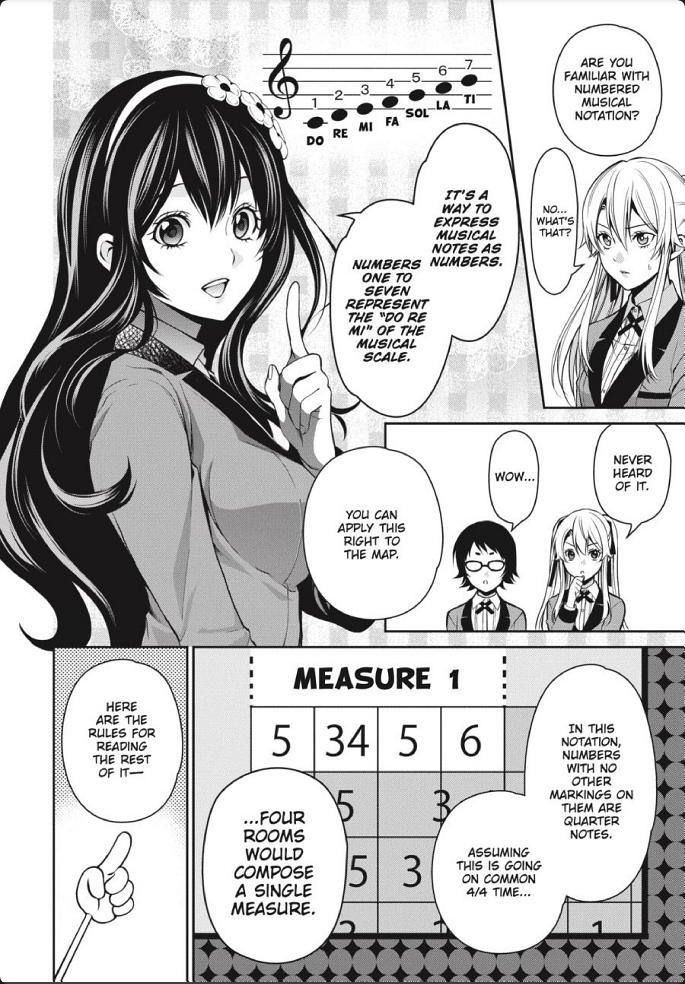 ARE YOU
FAMILIAR WITH
NUMBERED
MUSICAL
NOTATION?
NO...
WHAT'S
THAT?
1 2 3 4 5 6 7
DO RE MI FA SOL LA TI
IT'S A
WAY TO
EXPRESS
MUSICAL
NOTES AS
NUMBERS.
NUMBERS
ONE TO
SEVEN
REPRESENT
THE "DO RE
MI" OF THE
MUSICAL
SCALE.
YOU CAN
APPLY THIS
RIGHT TO
THE MAP.
NEVER
HEARD
OF IT.
WOW...
HERE
ARE THE
RULES FOR
READING
THE REST
OF IT—
MEASURE 1
5 34 5 6
5 3
5 3
1
IN THIS
NOTATION,
NUMBERS
WITH NO
OTHER
MARKINGS ON
THEM ARE
QUARTER
NOTES.
ASSUMING
THIS IS GOING
ON COMMON
4/4 TIME...
...FOUR
ROOMS
WOULD
COMPOSE
A SINGLE
MEASURE.